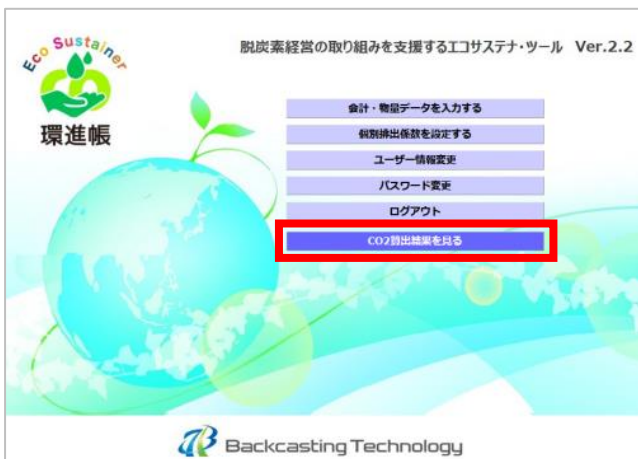 Eco Sustainer
環進帳
脱炭素経営の取り組みを支援するエコサステナ・ツール Ver.2.2
会計・物量データを入力する
個別排出係数を設定する
ユーザー情報変更
パスワード変更
ログアウト
CO2算出結果を見る
Backcasting Technology